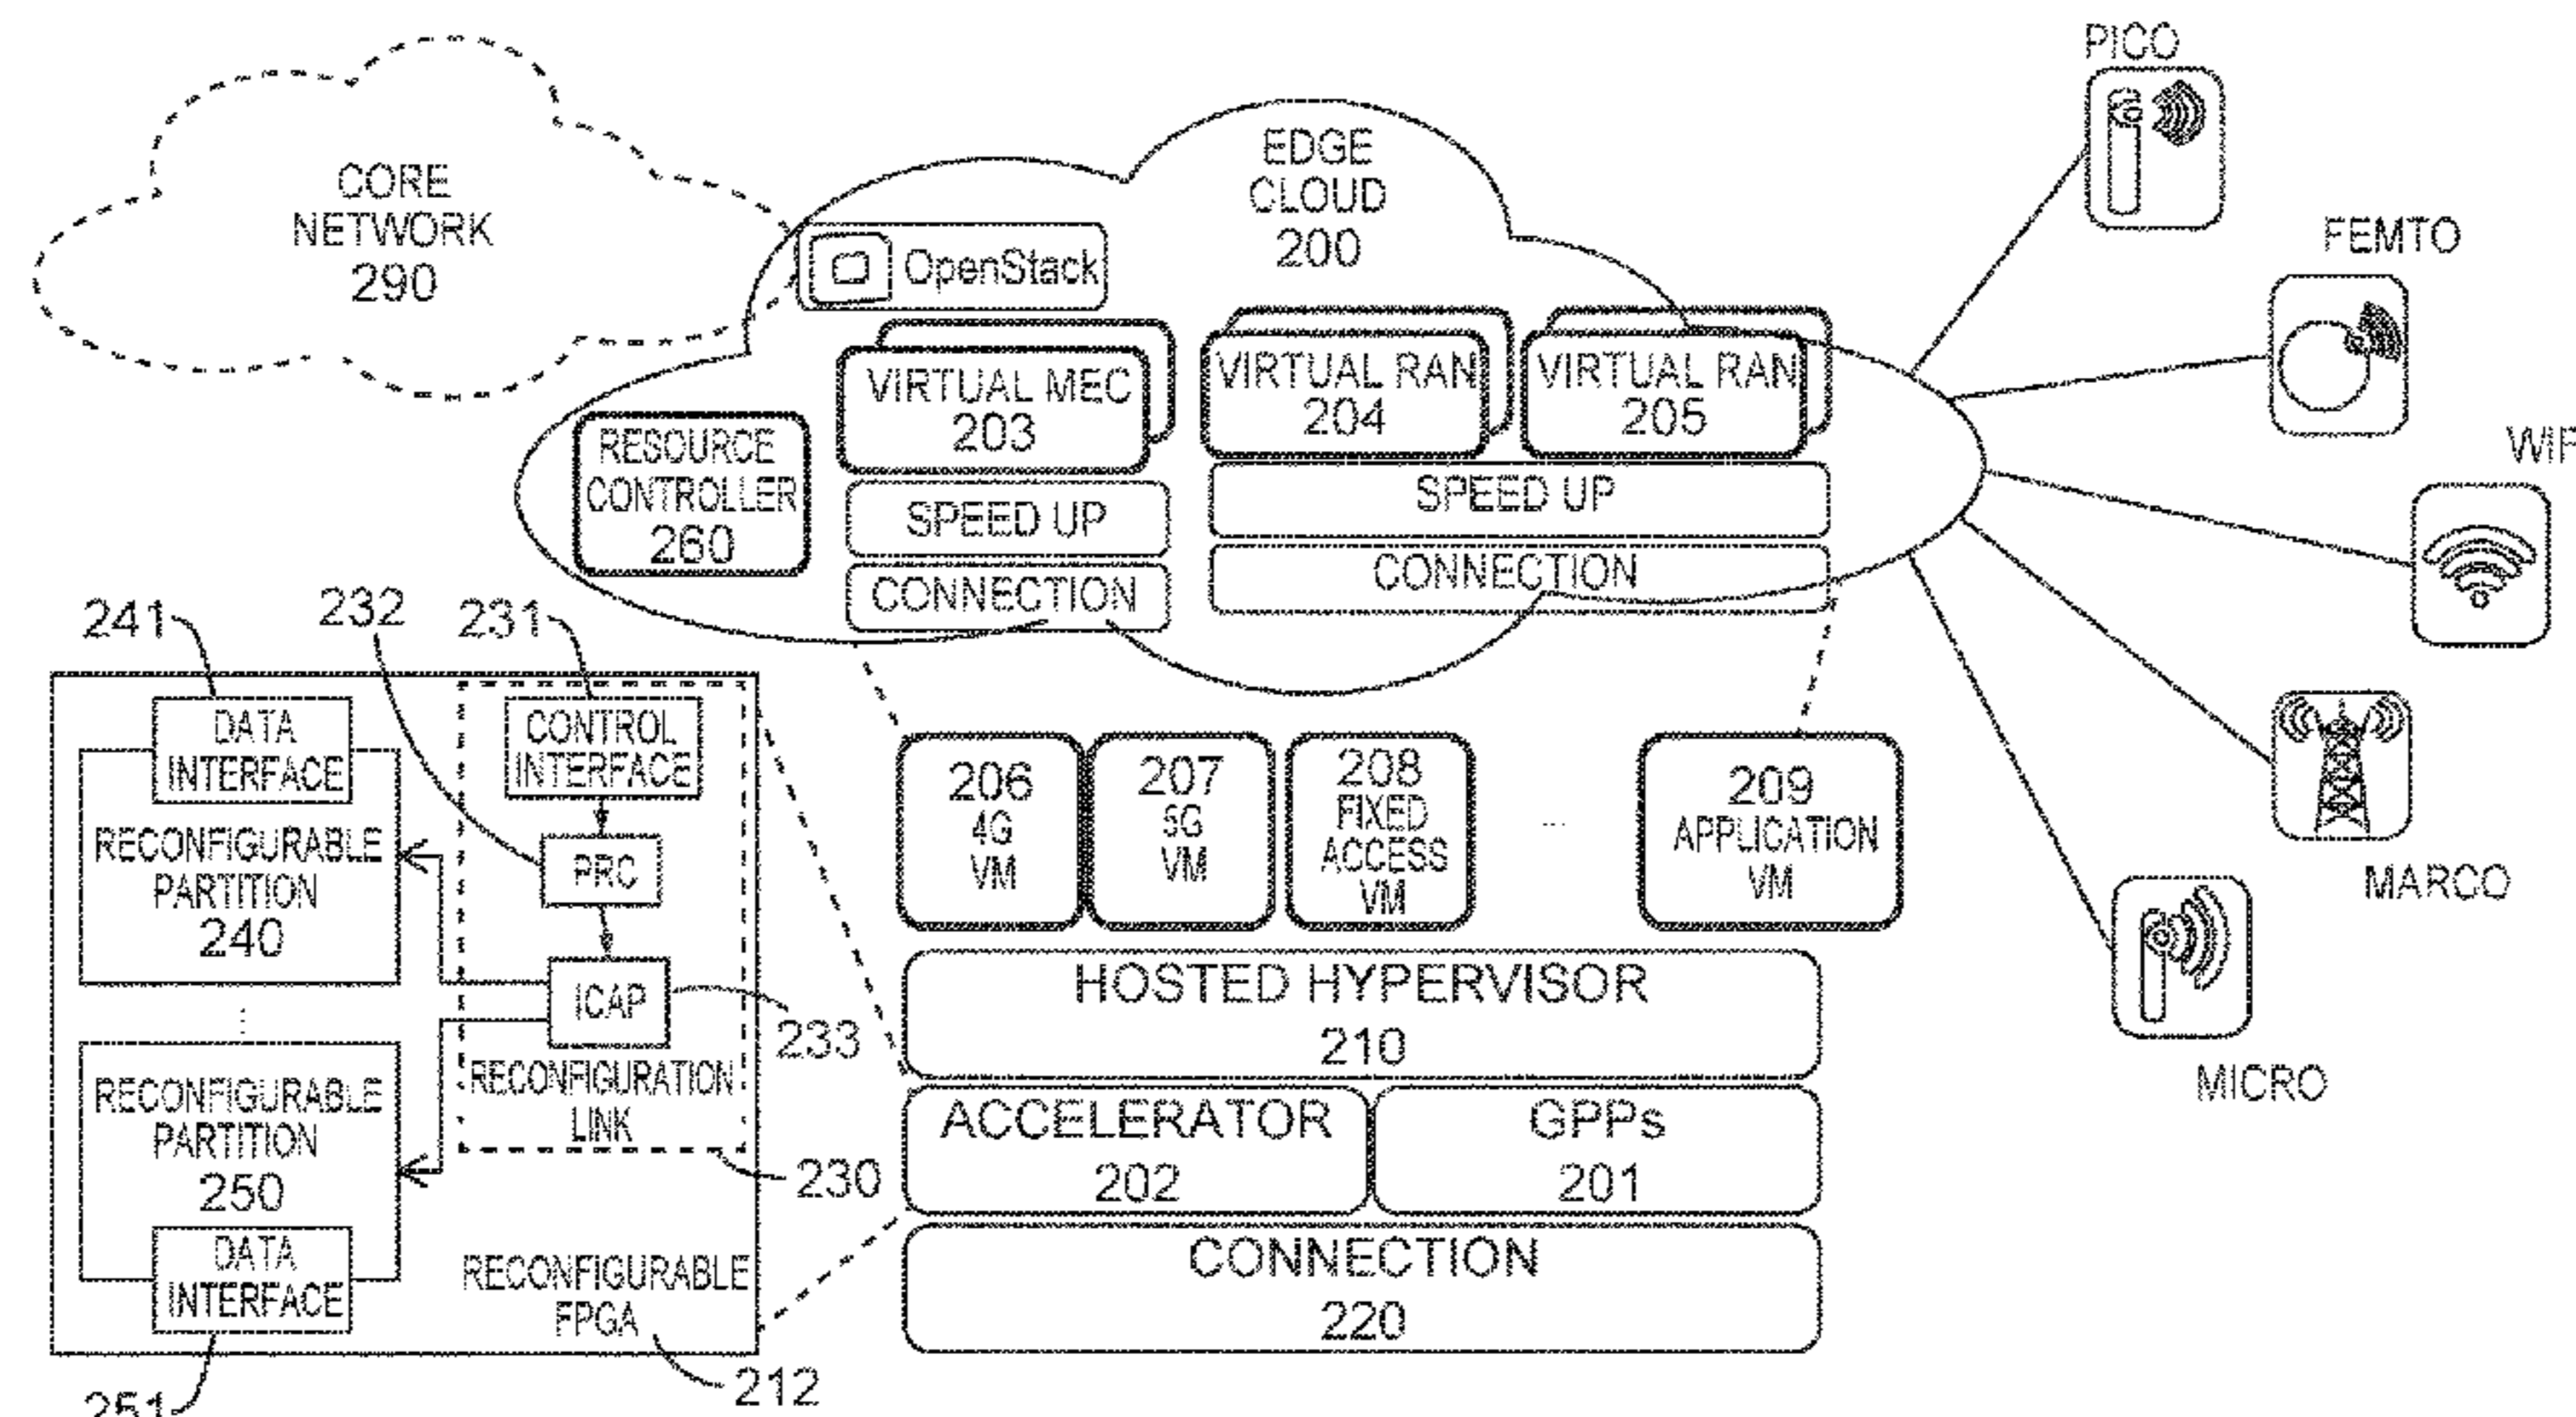 PICO
EDGE
CLOUD
200
CORE
NETWORK
290
OpenStack
FEMTO
VIRTUAL MEC
203
VIRTUAL RAN
204
VIRTUAL RAN
205
RESOURCE
CONTROLLER
260
SPEED UP
SPEED UP
CONNECTION
CONNECTION
WIF
241
232
231
DATA
INTERFACE
CONTROL
INTERFACE
RECONFIGURABLE
PARTITION
240
PRC
ICAP
233
...
RECONFIGURABLE
PARTITION
250
RECONFIGURATION
LINK
230
DATA
INTERFACE
RECONFIGURABLE
FPGA
212
251
206
4G
VM
207
5G
VM
208
FIXED
ACCESS
VM
...
209
APPLICATION
VM
HOSTED HYPERVISOR
210
ACCELERATOR
202
GPPs
201
CONNECTION
220
MARCO
MICRO